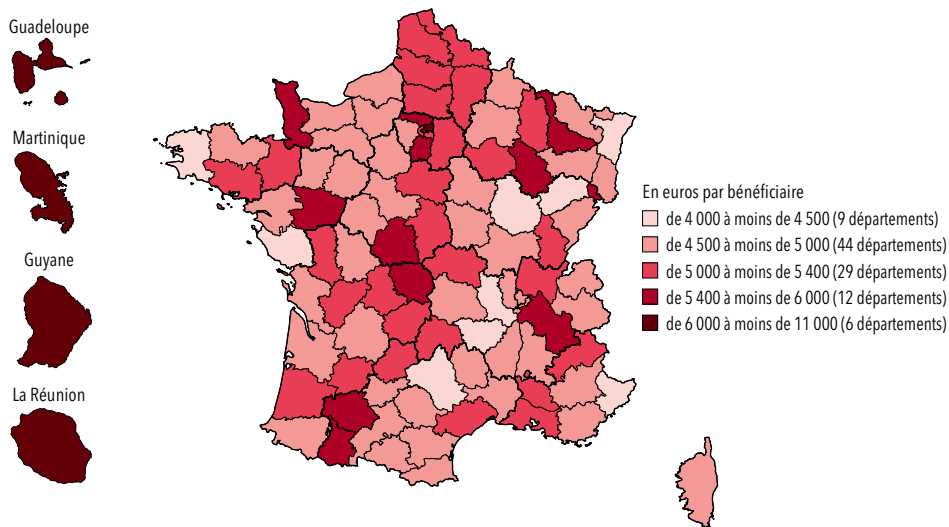 Guadeloupe
Martinique
Guyane
La Réunion
En euros par bénéficiaire
de 4 000 à moins de 4 500 (9 départements)
de 4 500 à moins de 5 000 (44 départements)
de 5 000 à moins de 5 400 (29 départements)
de 5 400 à moins de 6 000 (12 départements)
de 6 000 à moins de 11 000 (6 départements)